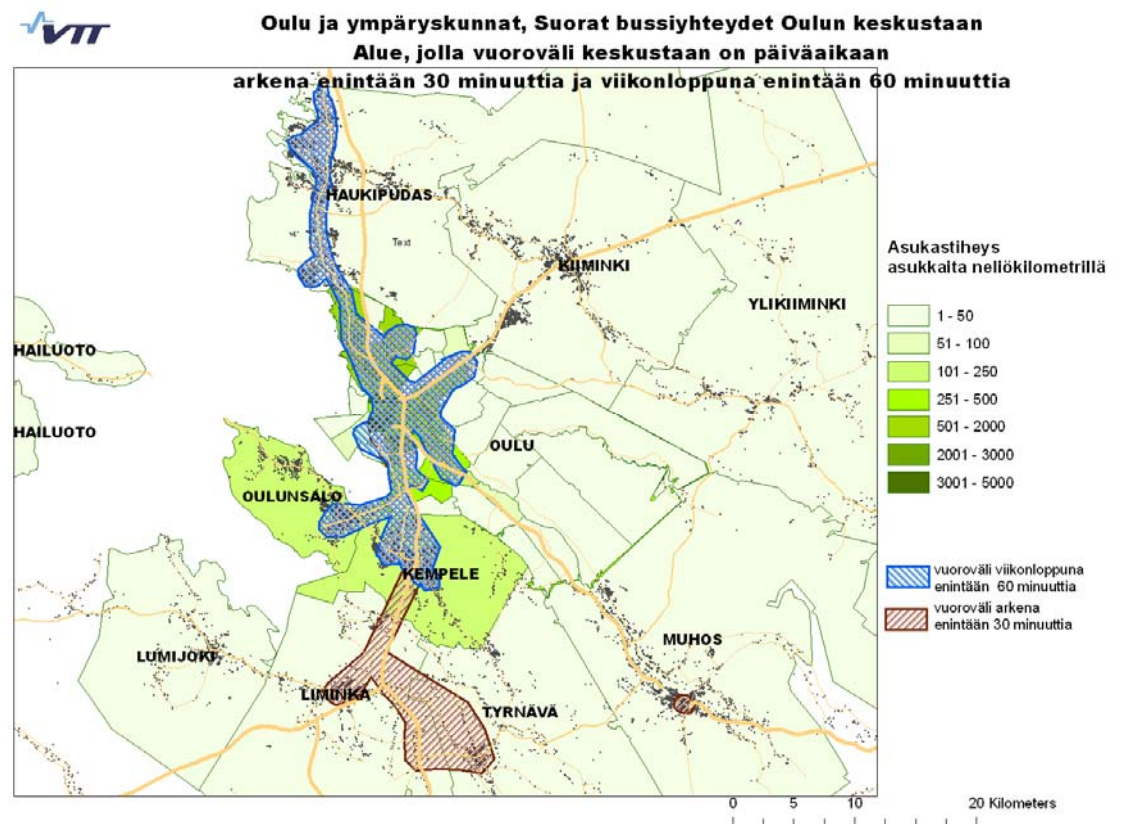 VTT
Oulu ja ympäryskunnat, Suorat bussiyhteydet Oulun keskustaan
Alue, jolla vuoroväli keskustaan on päiväaikaan
arkena enintään 30 minuuttia ja viikonloppuna enintään 60 minuuttia
HAUKIPUDAS
Text
KIIMINKI
YLIKIIMINKI
HAILUOTO
HAILUOTO
OULU
OULUNSALO
KEMPELE
LUMIJOKI
LIMINKA
TYRNÄVÄ
MUHOS
Asukastiheys
asukkaita neliökilometrillä
1 - 50
51 - 100
101 - 250
251 - 500
501 - 2000
2001 - 3000
3001 - 5000
vuoroväli viikonloppuna
enintään 60 minuuttia
vuoroväli arkena
enintään 30 minuuttia
0 5 10 20 Kilometers